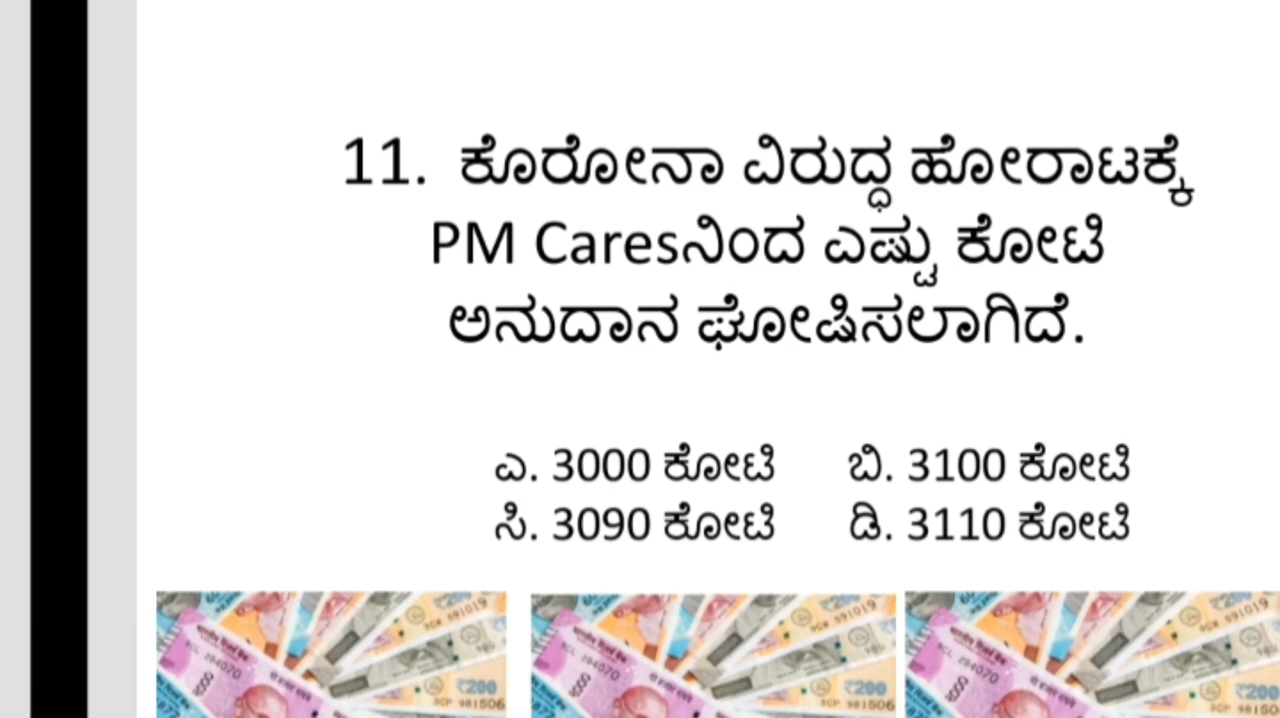 11. ಕೊರೋನಾ ವಿರುದ್ಧ ಹೋರಾಟಕ್ಕೆ
PM Caresನಿಂದ ಎಷ್ಟು ಕೋಟಿ
ಅನುದಾನ ಘೋಷಿಸಲಾಗಿದೆ.
ಎ. 3000 ಕೋಟಿ ಬಿ. 3100 ಕೋಟಿ
ಸಿ. 3090 ಕೋಟಿ ಡಿ. 3110 ಕೋಟಿ